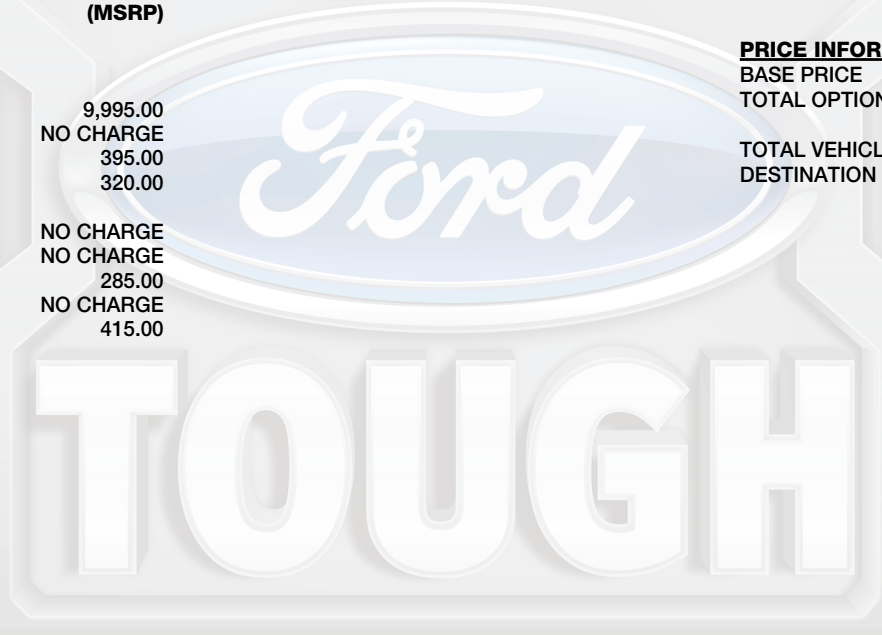 (MSRP)
9,995.00
NO CHARGE
395.00
320.00
NO CHARGE
NO CHARGE
285.00
NO CHARGE
415.00
PRICE INFOR
BASE PRICE
TOTAL OPTION
TOTAL VEHICL
DESTINATION
Ford
TOUGH